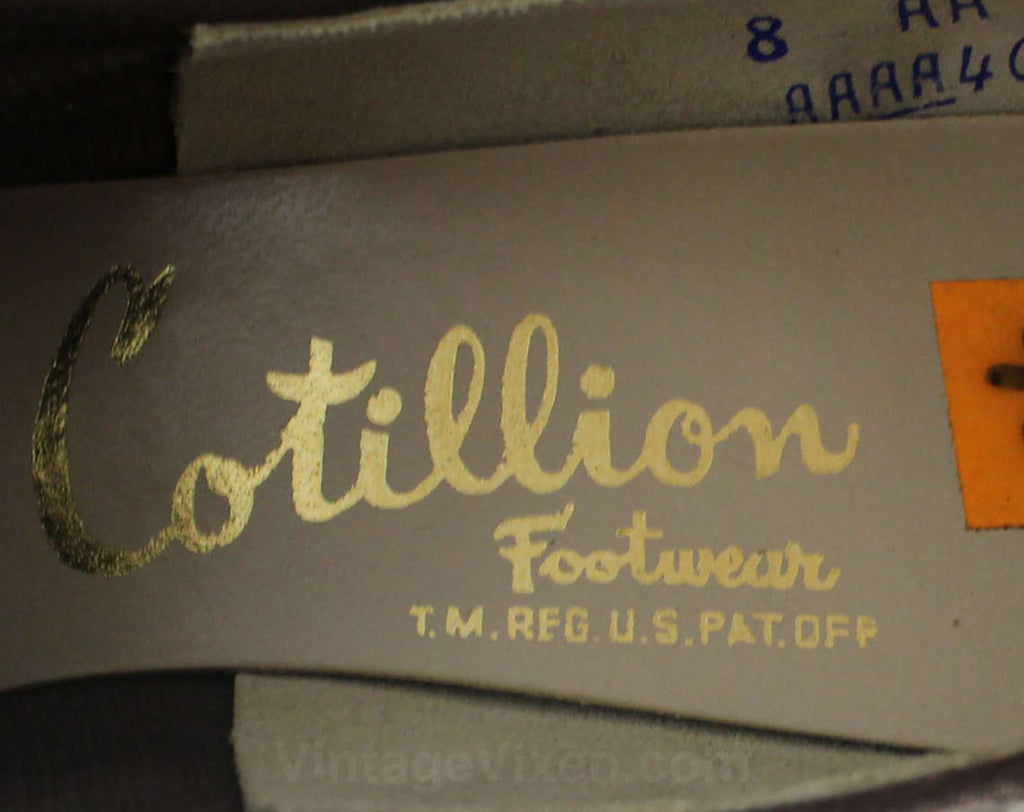 8 AA
AAAA4
Cotillion
Footwear
T.M.REG.U.S.PAT.OFF
VintageVixen.com